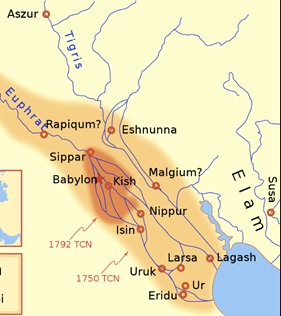 Aszur
Tigris
Euphrat
Rapiqum?
Eshnunna
Sippar
Babylon
Kish
Malgium?
Elam
Susa
Nippur
Isin
1792 TCN
1750 TCN
Uruk
Larsa
Lagash
Ur
Eridu